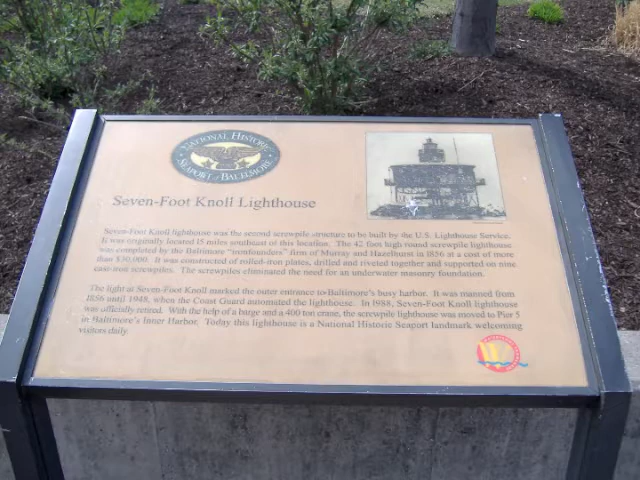 NATIONAL HISTORIC
SEAPORT OF BALTIMORE
Seven-Foot Knoll Lighthouse
Seven-Foot Knoll lighthouse was the second screwpile structure to be built by the U.S. Lighthouse Service.
It was originally located 15 miles southeast of this location. The 42 foot high round screwpile lighthouse
was completed by the Baltimore "ironfounders" firm of Murray and Hazelhurst in 1856 at a cost of more
than $30,000. It was constructed of rolled-iron plates, drilled and riveted together and supported on nine
cast-iron screwpiles. The screwpiles eliminated the need for an underwater masonry foundation.
The light at Seven-Foot Knoll marked the outer entrance to Baltimore's busy harbor. It was manned from
1856 until 1948, when the Coast Guard automated the lighthouse. In 1988, Seven-Foot Knoll lighthouse
was officially retired. With the help of a barge and a 400 ton crane, the screwpile lighthouse was moved to Pier 5
in Baltimore's Inner Harbor. Today this lighthouse is a National Historic Seaport landmark welcoming
visitors daily.